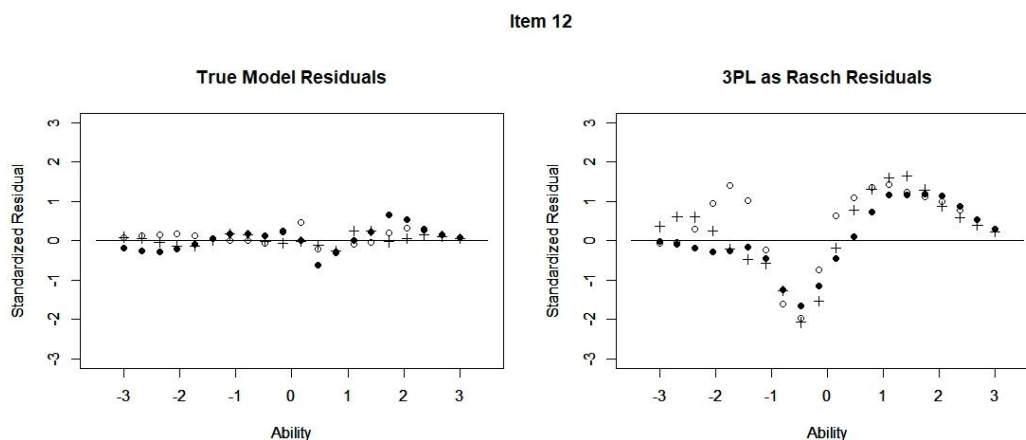 Item 12
True Model Residuals
Standardized Residual
3
2
1
0
-1
-2
-3
-3 -2 -1 0 1 2 3
Ability
3PL as Rasch Residuals
Standardized Residual
3
2
1
0
-1
-2
-3
-3 -2 -1 0 1 2 3
Ability